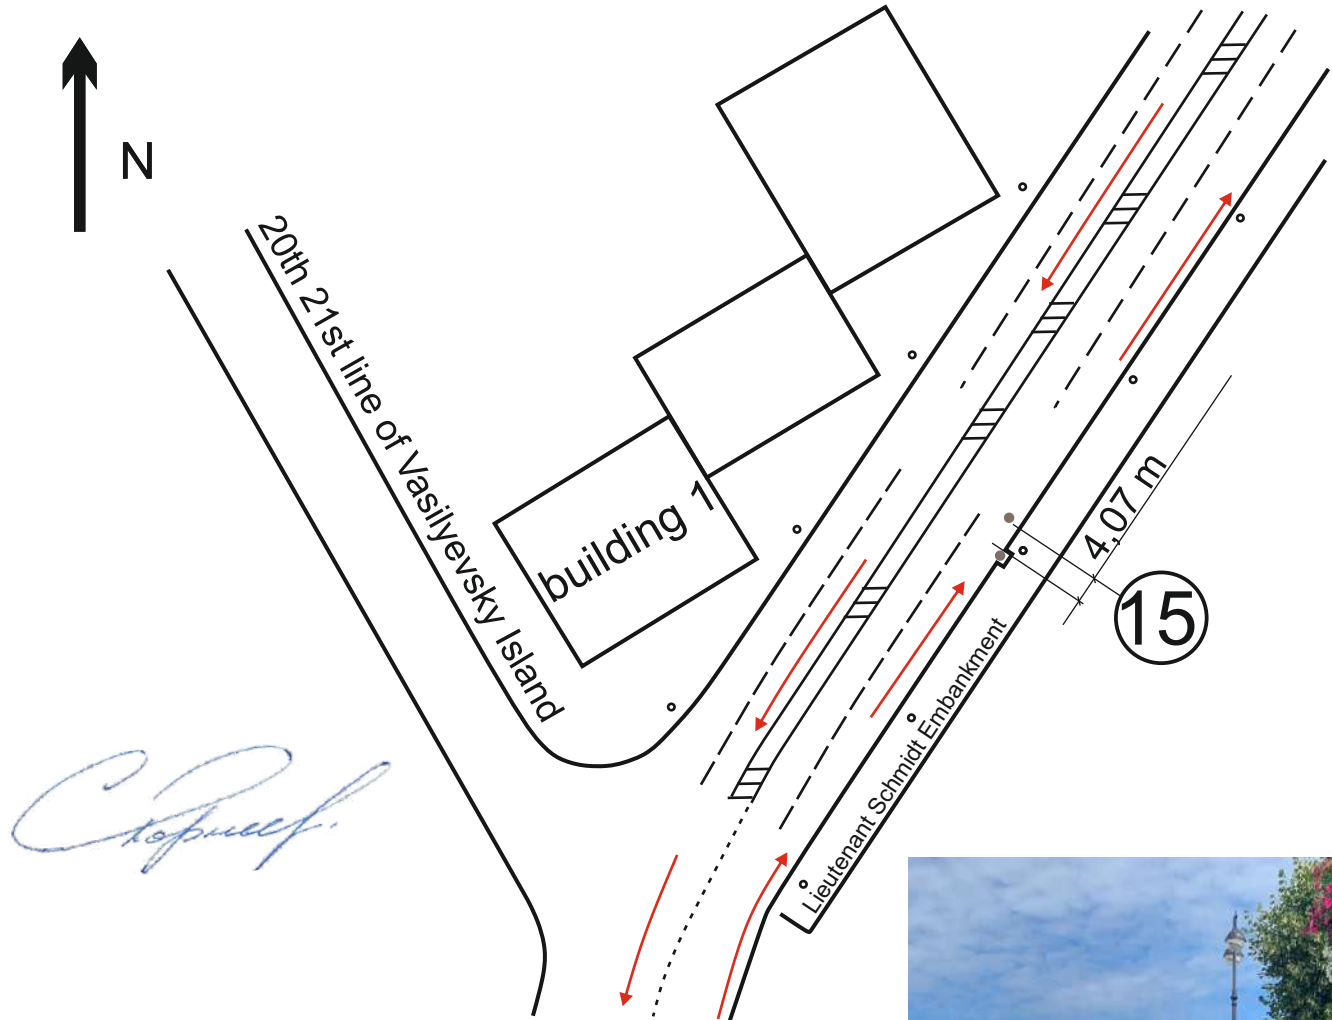 N
20th 21st line of Vasilyevsky Island
building 1
4,07 m
15
Lieutenant Schmidt Embankment